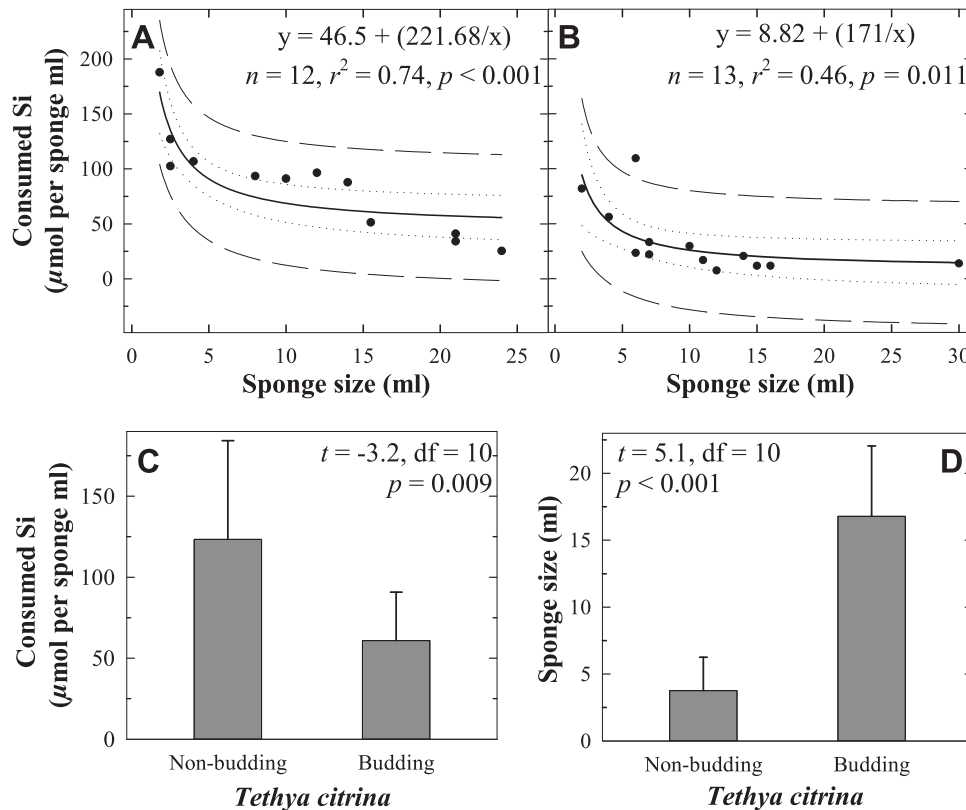 A
y = 46.5 + (221.68/x)
n = 12, r² = 0.74, p < 0.001
B
y = 8.82 + (171/x)
n = 13, r² = 0.46, p = 0.011
Consumed Si
(µmol per sponge ml)
200
150
100
50
0
0 5 10 15 20 25
Sponge size (ml)
0 5 10 15 20 25 30
Sponge size (ml)
C
t = -3.2, df = 10
p = 0.009
Consumed Si
(µmol per sponge ml)
150
100
50
0
Non-budding Budding
Tethya citrina
D
t = 5.1, df = 10
p < 0.001
Sponge size (ml)
20
15
10
5
0
Non-budding Budding
Tethya citrina